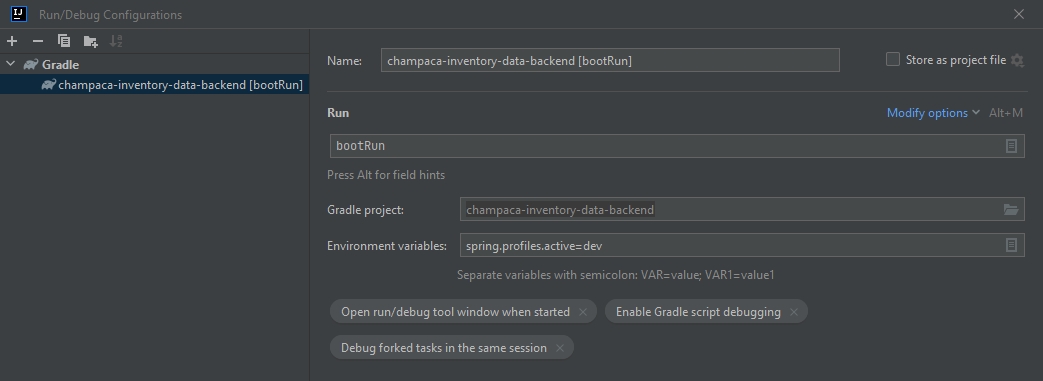 IJ
Run/Debug Configurations
Gradle
champaca-inventory-data-backend [bootRun]
Name: champaca-inventory-data-backend [bootRun]
Store as project file
Run
Modify options Alt+M
bootRun
Press Alt for field hints
Gradle project: champaca-inventory-data-backend
Environment variables: spring.profiles.active=dev
Separate variables with semicolon: VAR=value; VAR1=value1
Open run/debug tool window when started × Enable Gradle script debugging ×
Debug forked tasks in the same session ×